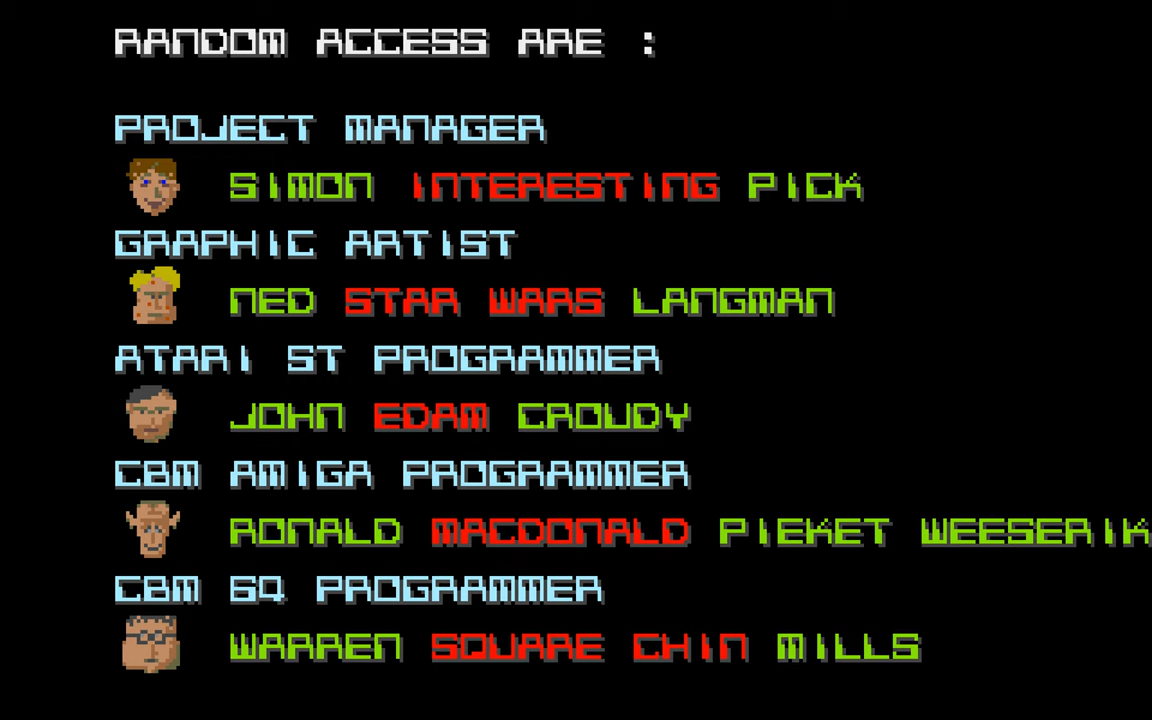 RANDOM ACCESS ARE :
PROJECT MANAGER
SIMON INTERESTING PICK
GRAPHIC ARTIST
NED STAR WARS LANGMAN
ATARI ST PROGRAMMER
JOHN EDAM CROUDY
CBM AMIGA PROGRAMMER
RONALD MACDONALD PIEKET WEESERIK
CBM 64 PROGRAMMER
WARREN SQUARE CHIN MILLS